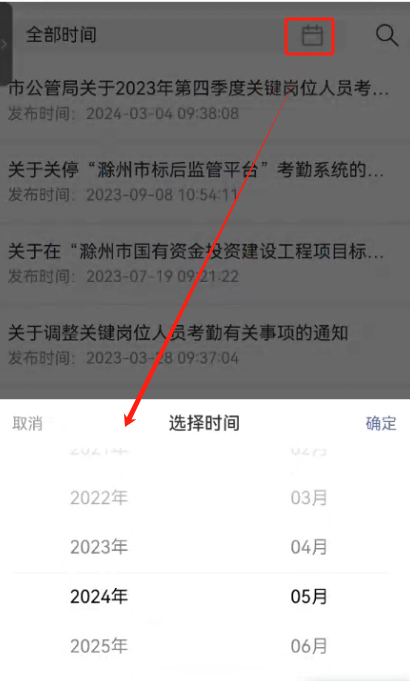 全部时间
市公管局关于2023年第四季度关键岗位人员考...
发布时间：2024-03-04 09:38:08
关于关停“滁州市标后监管平台”考勤系统的...
发布时间：2023-09-08 10:54:11
关于在“滁州市国有资金投资建设工程项目标...
发布时间：2023-07-19 09:21:22
关于调整关键岗位人员考勤有关事项的通知
发布时间：2023-03-28 09:37:04
取消 选择时间 确定
2021年 02月
2022年 03月
2023年 04月
2024年 05月
2025年 06月